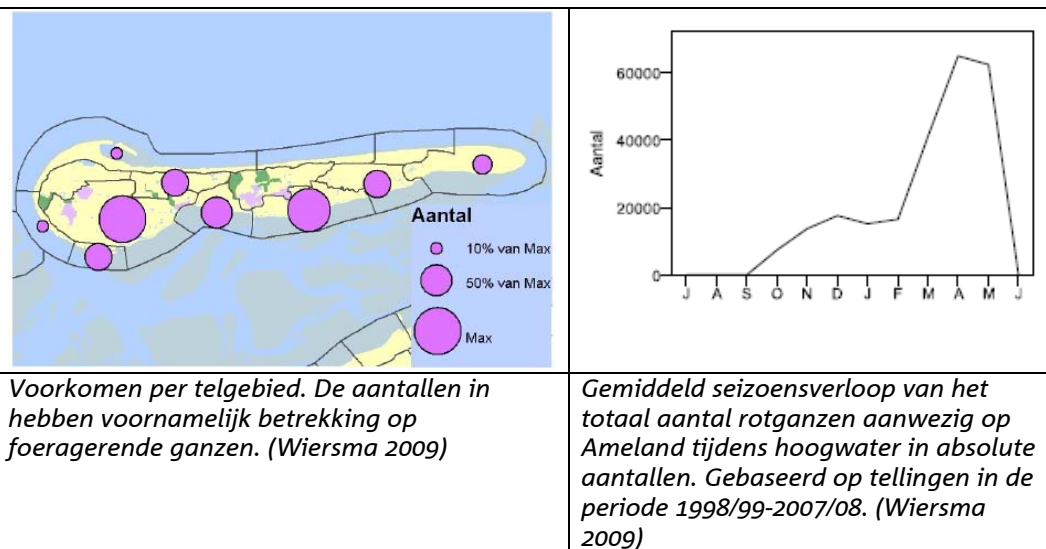 Aantal
10% van Max
50% van Max
Max
Aantal
60000
40000
20000
0
J A S O N D J F M A M J
Voorkomen per telgebied. De aantallen in
hebben voornamelijk betrekking op
foeragerende ganzen. (Wiersma 2009)
Gemiddeld seizoensverloop van het
totaal aantal rotganzen aanwezig op
Ameland tijdens hoogwater in absolute
aantallen. Gebaseerd op tellingen in de
periode 1998/99-2007/08. (Wiersma
2009)